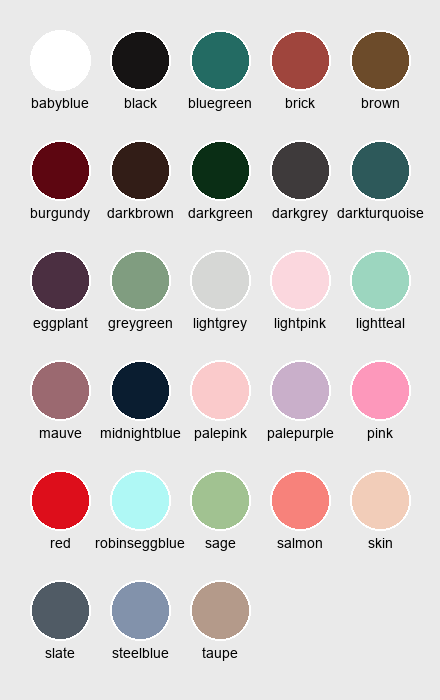 babyblue black bluegreen brick brown
burgundy darkbrown darkgreen darkgrey darkturquoise
eggplant greygreen lightgrey lightpink lightteal
mauve midnightblue palepink palepurple pink
red robinseggblue sage salmon skin
slate steelblue taupe